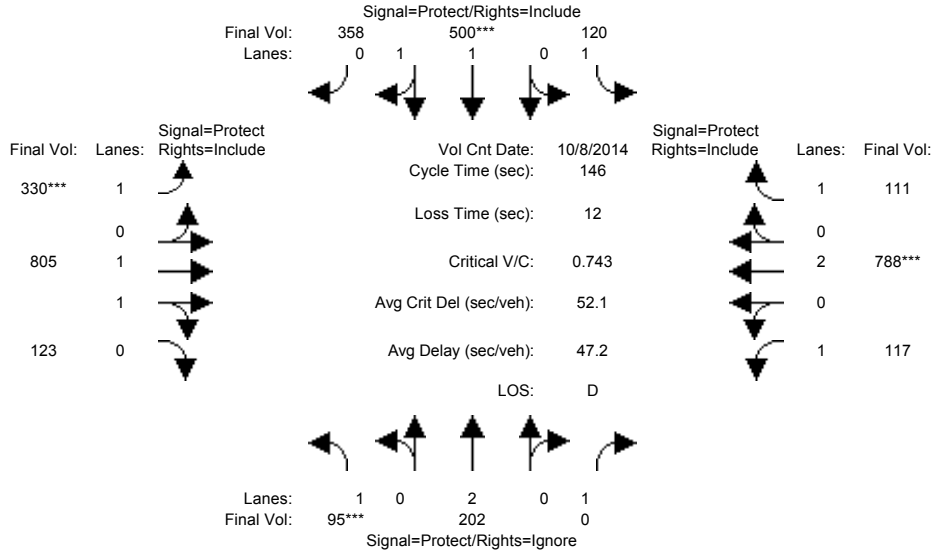 Signal=Protect/Rights=Include
Final Vol: 358 500*** 120
Lanes: 0 1 1 0 1
Signal=Protect
Final Vol: Lanes: Rights=Include
Vol Cnt Date: 10/8/2014
Signal=Protect
Rights=Include Lanes: Final Vol:
Cycle Time (sec): 146
330*** 1
1 111
Loss Time (sec): 12
0
0
805 1
Critical V/C: 0.743
2 788***
1
Avg Crit Del (sec/veh): 52.1
0
123 0
Avg Delay (sec/veh): 47.2
1 117
LOS: D
Lanes: 1 0 2 0 1
Final Vol: 95*** 202 0
Signal=Protect/Rights=Ignore